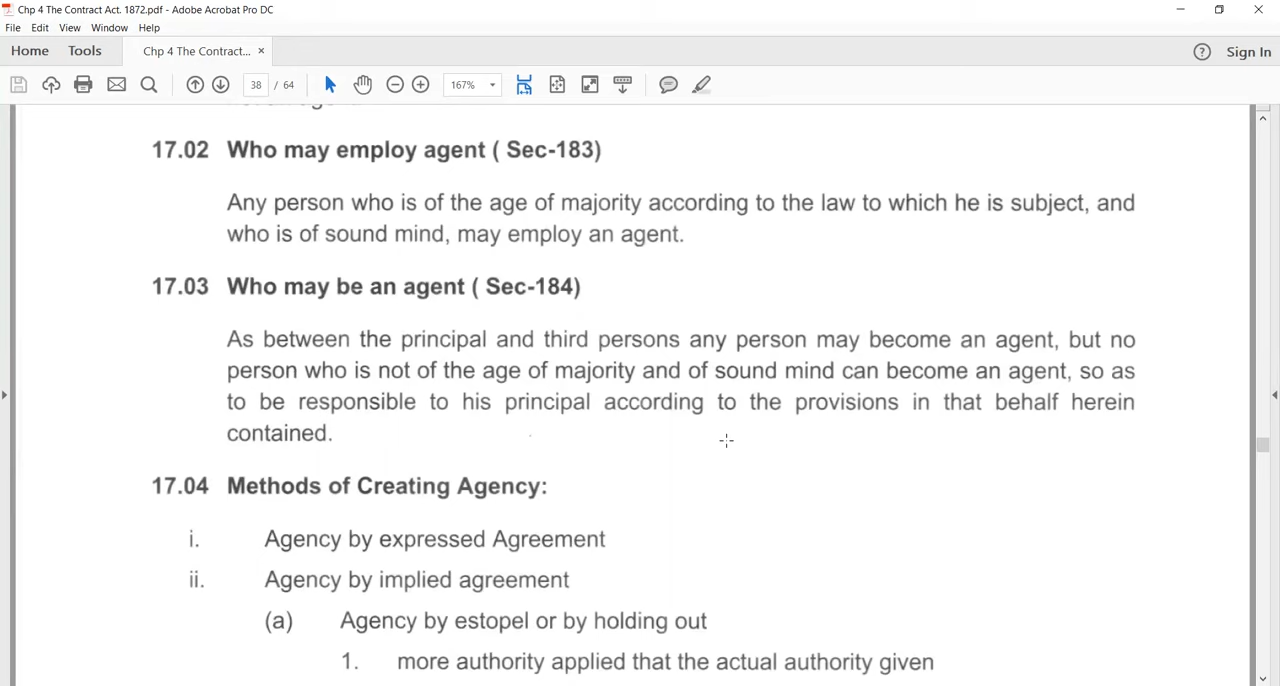 Chp 4 The Contract Act. 1872.pdf - Adobe Acrobat Pro DC
File Edit View Window Help
Home Tools Chp 4 The Contract... × ? Sign In
38 / 64 167%
17.02 Who may employ agent ( Sec-183)
Any person who is of the age of majority according to the law to which he is subject, and
who is of sound mind, may employ an agent.
17.03 Who may be an agent ( Sec-184)
As between the principal and third persons any person may become an agent, but no
person who is not of the age of majority and of sound mind can become an agent, so as
to be responsible to his principal according to the provisions in that behalf herein
contained.
17.04 Methods of Creating Agency:
i. Agency by expressed Agreement
ii. Agency by implied agreement
(a) Agency by estopel or by holding out
1. more authority applied that the actual authority given